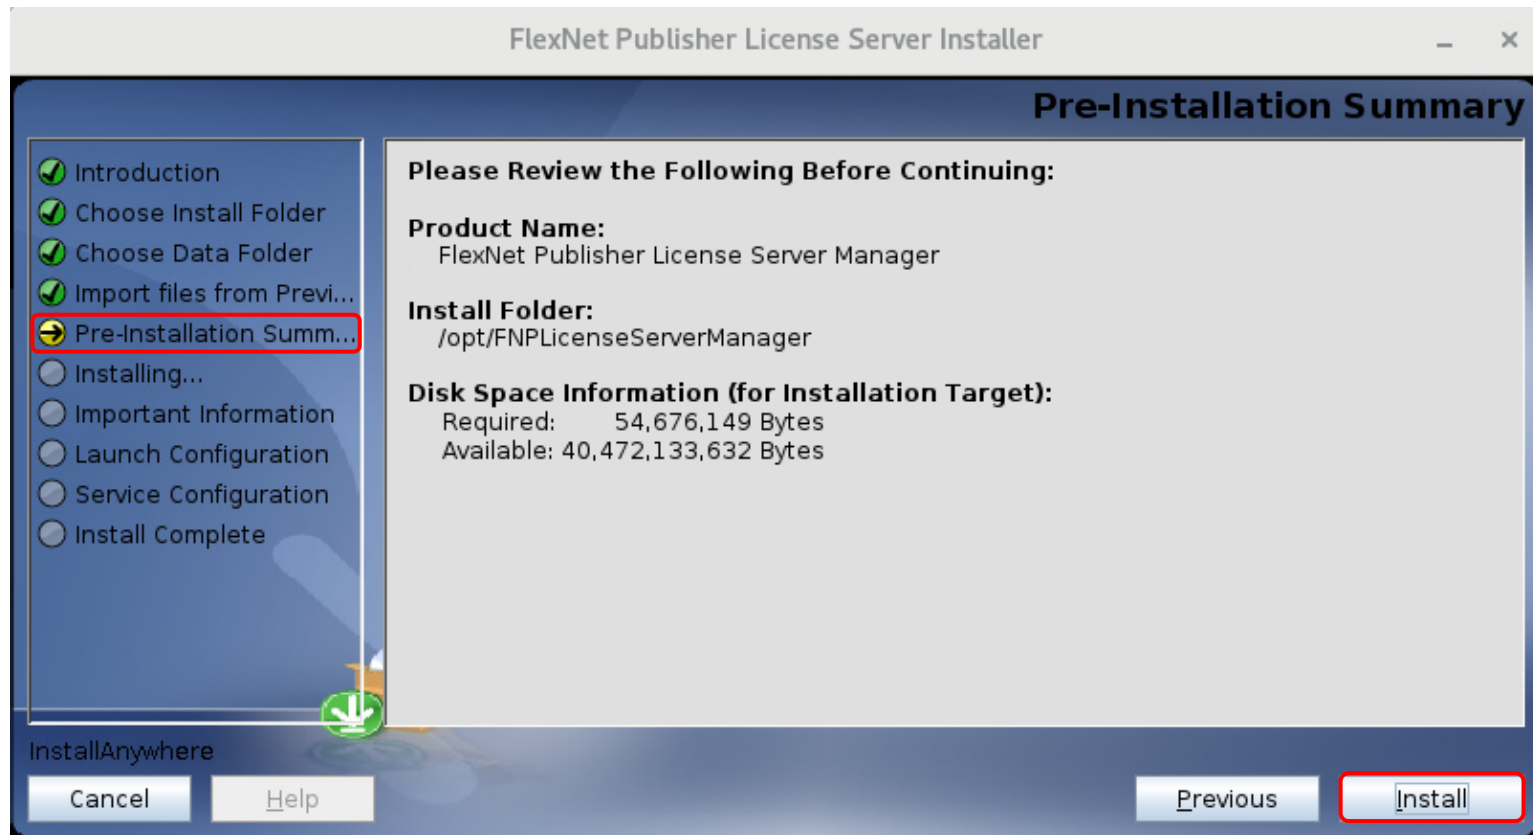 FlexNet Publisher License Server Installer
Pre-Installation Summary
Introduction
Choose Install Folder
Choose Data Folder
Import files from Previ...
Pre-Installation Summ...
Installing...
Important Information
Launch Configuration
Service Configuration
Install Complete
Please Review the Following Before Continuing:
Product Name:
FlexNet Publisher License Server Manager
Install Folder:
/opt/FNPLicenseServerManager
Disk Space Information (for Installation Target):
Required: 54,676,149 Bytes
Available: 40,472,133,632 Bytes
InstallAnywhere
Cancel
Help
Previous
Install